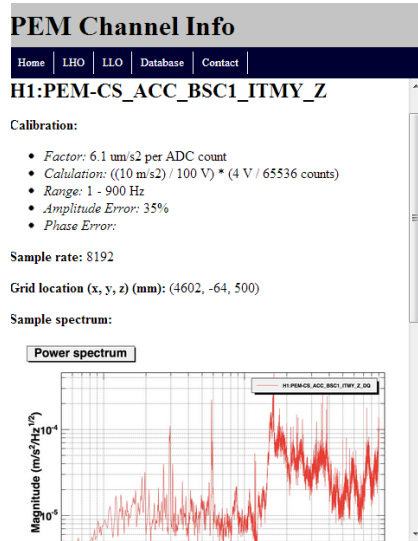 PEM Channel Info
Home LHO LLO Database Contact
H1:PEM-CS_ACC_BSC1_ITMY_Z
Calibration:
Factor: 6.1 um/s2 per ADC count
Calulation: ((10 m/s2) / 100 V) * (4 V / 65536 counts)
Range: 1 - 900 Hz
Amplitude Error: 35%
Phase Error:
Sample rate: 8192
Grid location (x, y, z) (mm): (4602, -64, 500)
Sample spectrum:
Power spectrum
H1:PEM-CS_ACC_BSC1_ITMY_Z_DQ
Magnitude (m/s²/Hz^1/2)
10⁻⁴
10⁻⁵